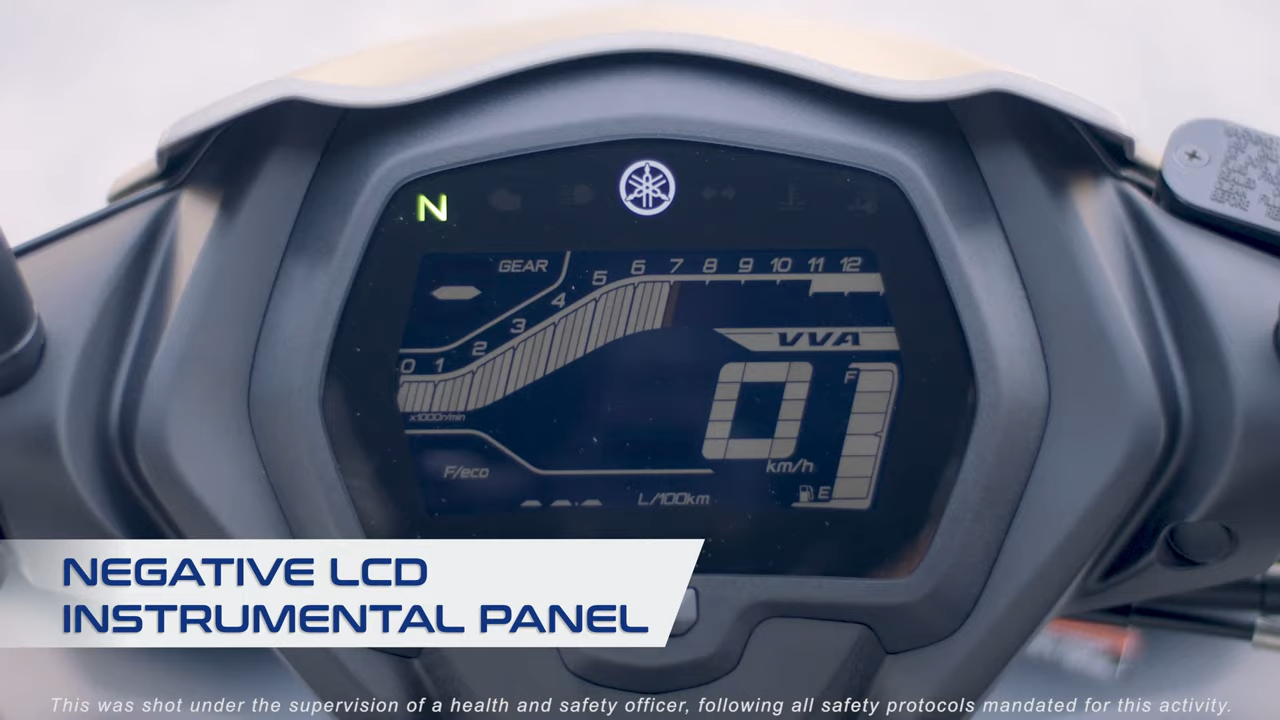 N
GEAR
0 1 2 3 4 5 6 7 8 9 10 11 12
x1000r/min
VVA
0
km/h
F
E
F/eco
L/100km
NEGATIVE LCD
INSTRUMENTAL PANEL
This was shot under the supervision of a health and safety officer, following all safety protocols mandated for this activity.